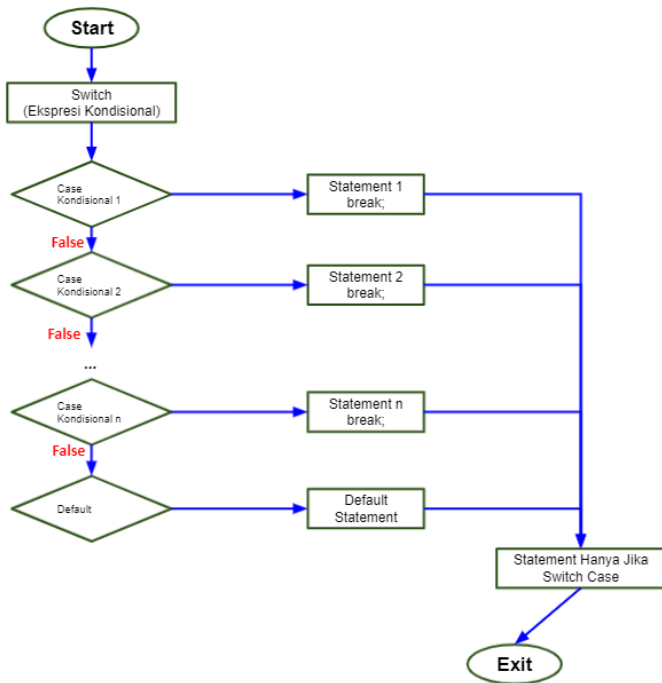 Start
Switch
(Ekspresi Kondisional)
Case
Kondisional 1
Statement 1
break;
False
Case
Kondisional 2
Statement 2
break;
False
...
Case
Kondisional n
Statement n
break;
False
Default
Default
Statement
Statement Hanya Jika
Switch Case
Exit